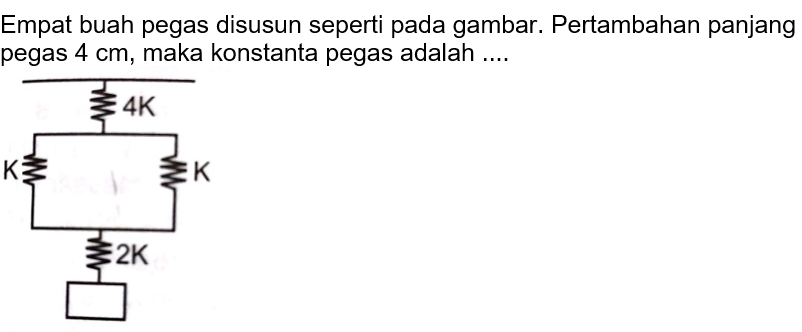 Empat buah pegas disusun seperti pada gambar. Pertambahan panjang
pegas 4 cm, maka konstanta pegas adalah ....
4K
K K
2K